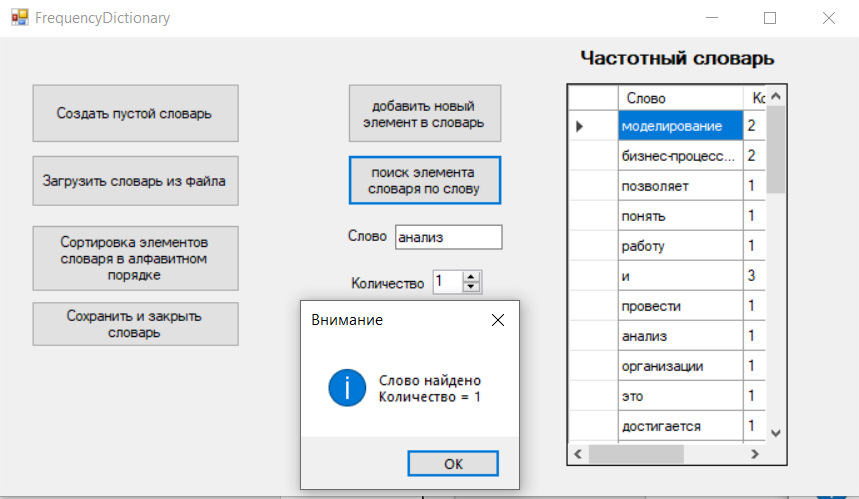 FrequencyDictionary
Создать пустой словарь
Загрузить словарь из файла
Сортировка элементов
словаря в алфавитном
порядке
Сохранить и закрыть
словарь
добавить новый
элемент в словарь
поиск элемента
словаря по слову
Слово анализ
Количество 1
Внимание
Слово найдено
Количество = 1
OK
Частотный словарь
Слово Кс
моделирование 2
бизнес-процесс... 2
позволяет 1
понять 1
работу 1
и 3
провести 1
анализ 1
организации 1
это 1
достигается 1